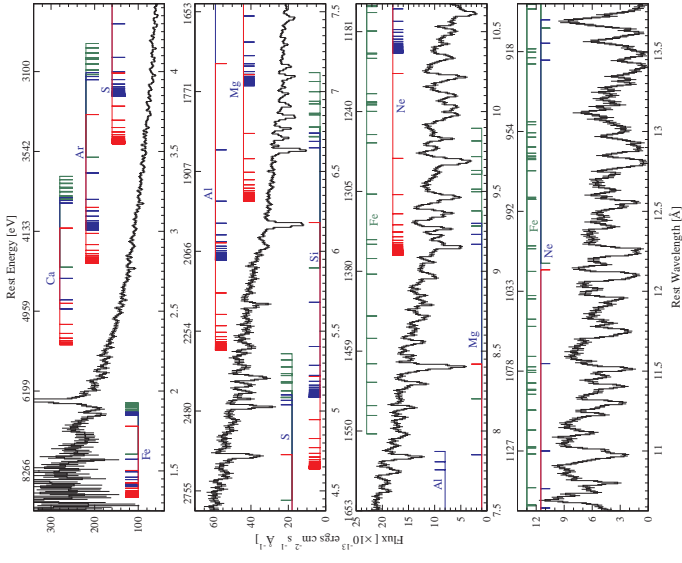 Rest Energy [eV]
8266 6199 4959 4133 3542 3100
300
200
100
Ca
Ar
S
Fe
1.5 2 2.5 3 3.5 4
2755 2480 2254 2066 1907 1771 1653
60
40
20
0
Al
Mg
S
Si
4.5 5 5.5 6 6.5 7 7.5
Flux [ ×10⁻¹³ ergs cm⁻² s⁻¹ Å⁻¹ ]
1653 1550 1459 1380 1305 1240 1181
20
15
10
5
0
Fe
Ne
Al
Mg
7.5 8 8.5 9 9.5 10 10.5
1127 1078 1033 992 954 918
12
9
6
3
0
Fe
Ne
11 11.5 12 12.5 13 13.5
Rest Wavelength [Å]